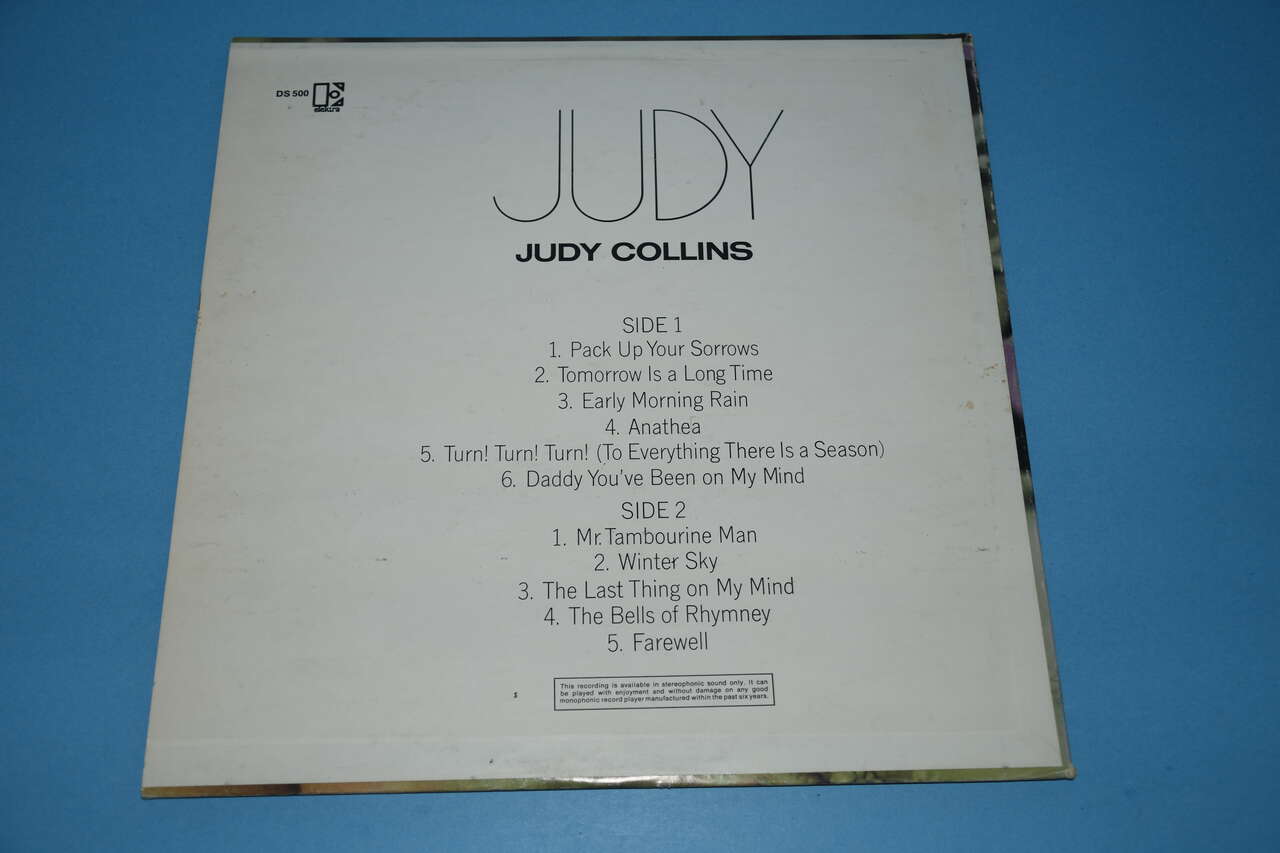 DS 500
elektra
JUDY
JUDY COLLINS
SIDE 1
1. Pack Up Your Sorrows
2. Tomorrow Is a Long Time
3. Early Morning Rain
4. Anathea
5. Turn! Turn! Turn! (To Everything There Is a Season)
6. Daddy You've Been on My Mind
SIDE 2
1. Mr. Tambourine Man
2. Winter Sky
3. The Last Thing on My Mind
4. The Bells of Rhymney
5. Farewell
s
This recording is available in stereophonic sound only. It can
be played with enjoyment and without damage on any good
monophonic record player manufactured within the past six years.